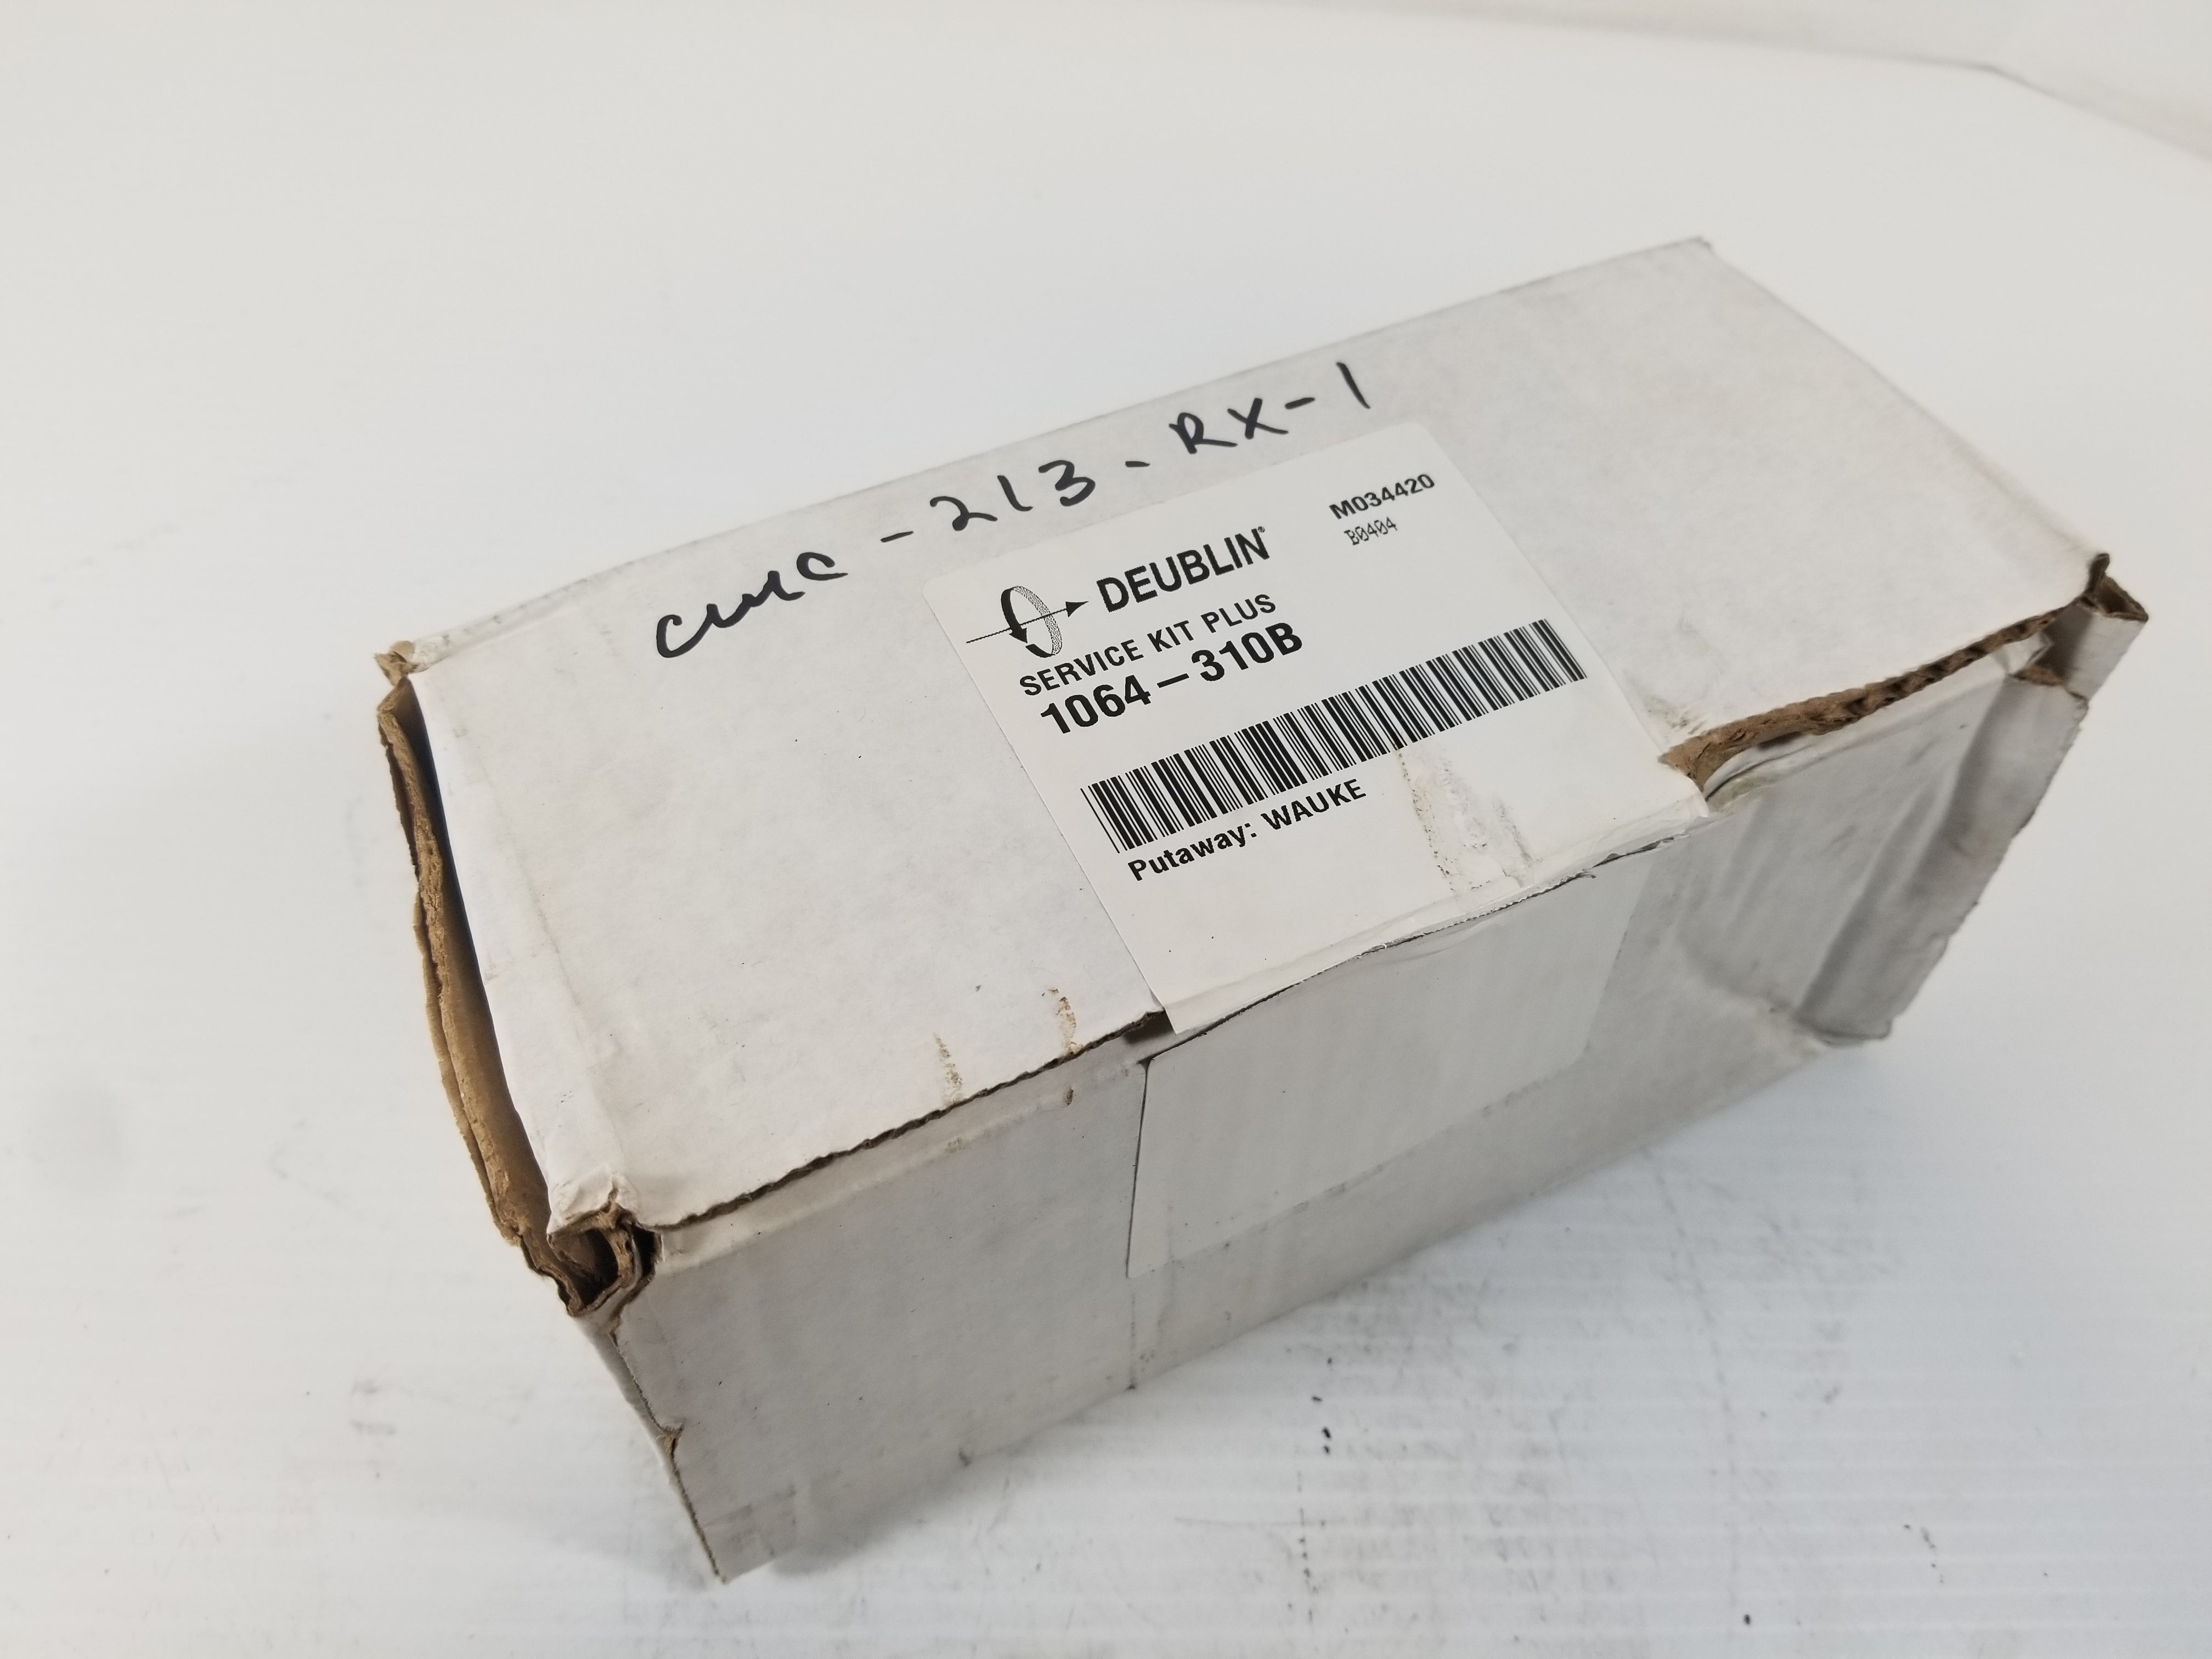 CMC-213-RX-1
DEUBLIN®
M034420
B0404
SERVICE KIT PLUS
1064-310B
Putaway: WAUKE